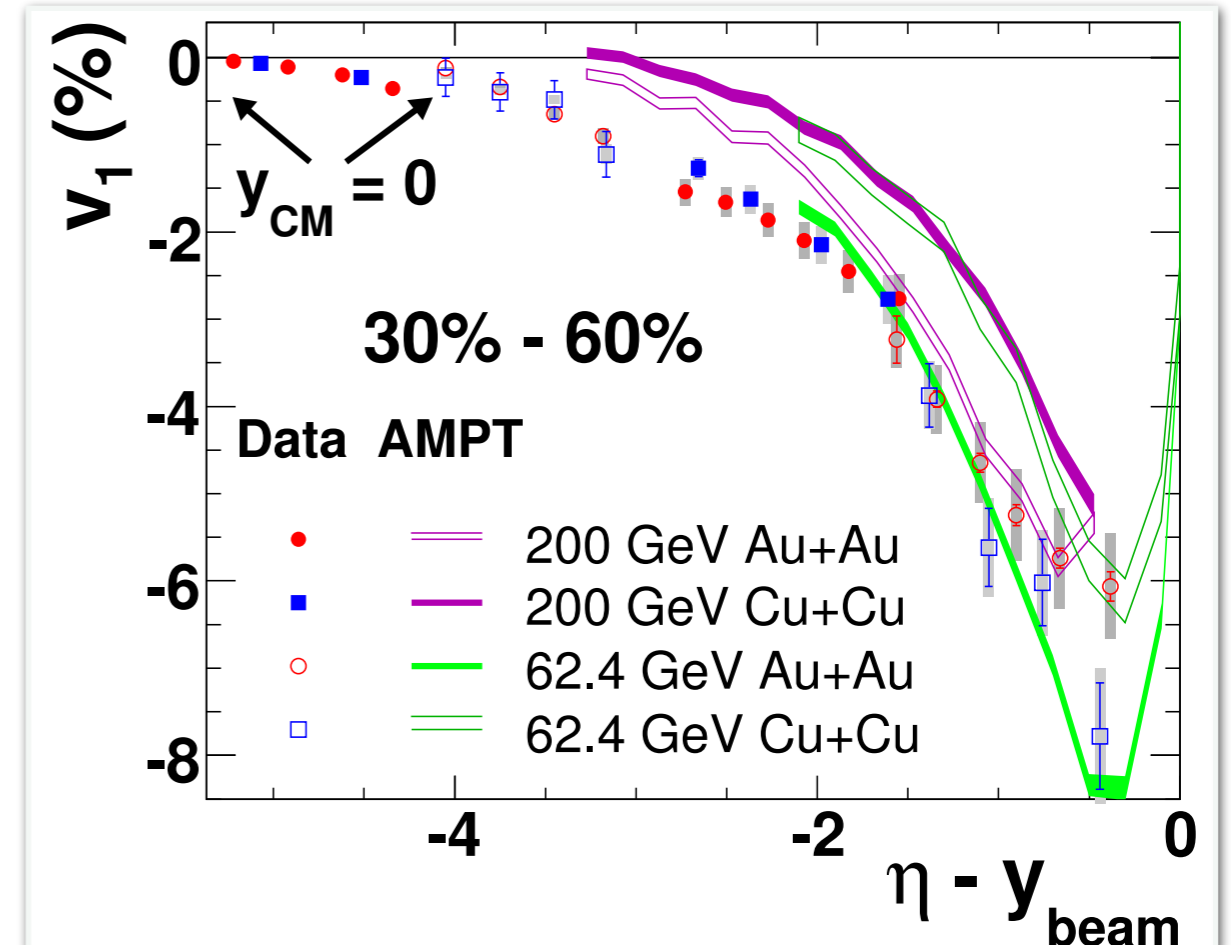 v1 (%)
0
-2
-4
-6
-8
yCM = 0
30% - 60%
Data AMPT
200 GeV Au+Au
200 GeV Cu+Cu
62.4 GeV Au+Au
62.4 GeV Cu+Cu
-4 -2 0
η - ybeam